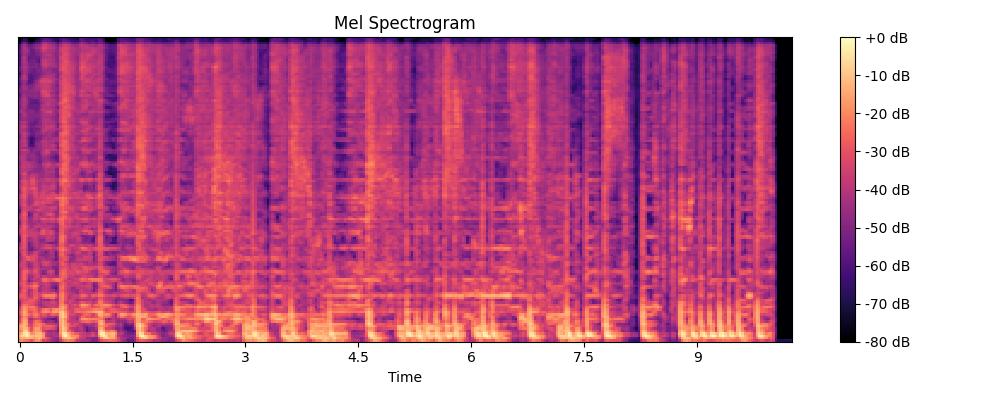 Mel Spectrogram
+0 dB
-10 dB
-20 dB
-30 dB
-40 dB
-50 dB
-60 dB
-70 dB
-80 dB
0 1.5 3 4.5 6 7.5 9
Time